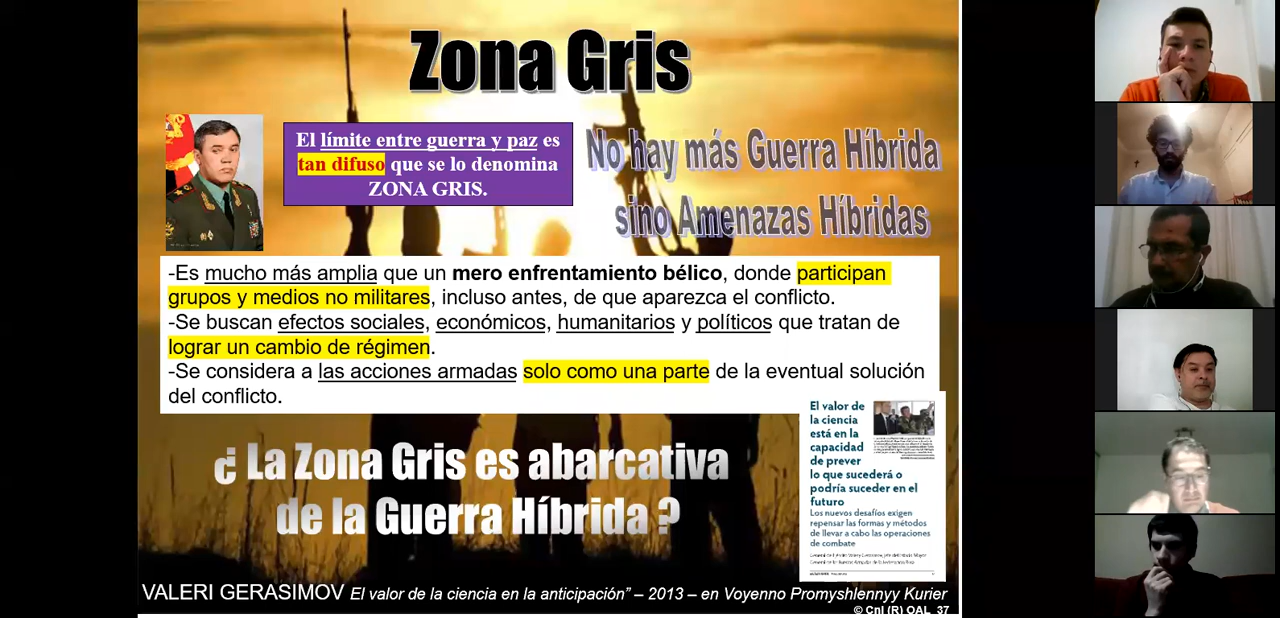 Zona Gris
El límite entre guerra y paz es
tan difuso que se lo denomina
ZONA GRIS.
No hay más Guerra Híbrida
sino Amenazas Híbridas
-Es mucho más amplia que un mero enfrentamiento bélico, donde participan
grupos y medios no militares, incluso antes, de que aparezca el conflicto.
-Se buscan efectos sociales, económicos, humanitarios y políticos que tratan de
lograr un cambio de régimen.
-Se considera a las acciones armadas solo como una parte de la eventual solución
del conflicto.
¿ La Zona Gris es abarcativa
de la Guerra Híbrida ?
El valor de
la ciencia
está en la
capacidad
de prever
lo que sucederá o
podría suceder en el
futuro
Los nuevos desafíos exigen
repensar las formas y métodos
de llevar a cabo las operaciones
de combate
VALERI GERASIMOV El valor de la ciencia en la anticipación” – 2013 – en Voyenno Promyshlennyy Kurier
© Cnl (R) OAL 37